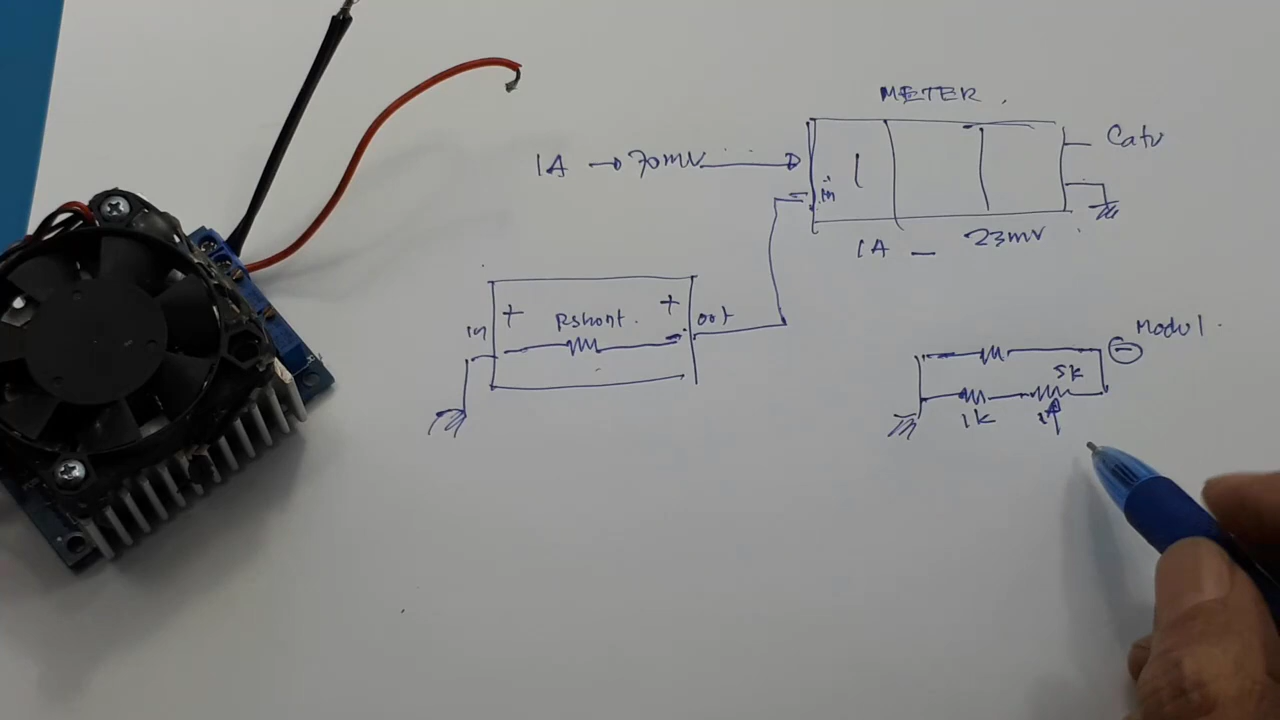 METER.
1A → 70mV
Catu
in
1A - 23mV
in + Rshont. + out
-
- Modul.
5k
1k